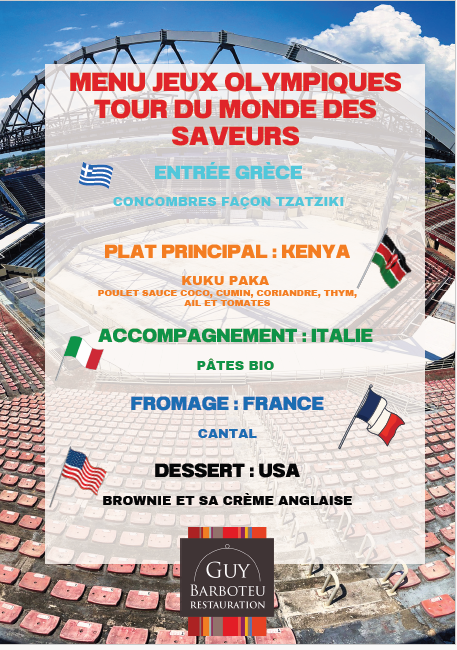 MENU JEUX OLYMPIQUES
TOUR DU MONDE DES
SAVEURS
ENTRÉE GRÈCE
CONCOMBRES FAÇON TZATZIKI
PLAT PRINCIPAL : KENYA
KUKU PAKA
POULET SAUCE COCO, CUMIN, CORIANDRE, THYM,
AIL ET TOMATES
ACCOMPAGNEMENT : ITALIE
PÂTES BIO
FROMAGE : FRANCE
CANTAL
DESSERT : USA
BROWNIE ET SA CRÈME ANGLAISE
GUY
BARBOTEU
RESTAURATION